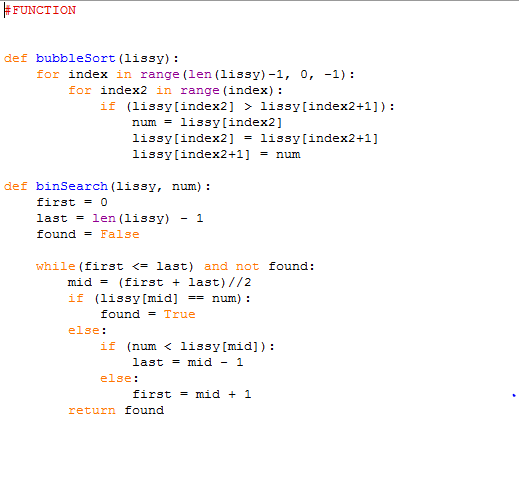 #FUNCTION
def bubbleSort(lissy):
    for index in range(len(lissy)-1, 0, -1):
        for index2 in range(index):
            if (lissy[index2] > lissy[index2+1]):
                num = lissy[index2]
                lissy[index2] = lissy[index2+1]
                lissy[index2+1] = num
def binSearch(lissy, num):
    first = 0
    last = len(lissy) - 1
    found = False
    while(first <= last) and not found:
        mid = (first + last)//2
        if (lissy[mid] == num):
            found = True
        else:
            if (num < lissy[mid]):
                last = mid - 1
            else:
                first = mid + 1
        return found